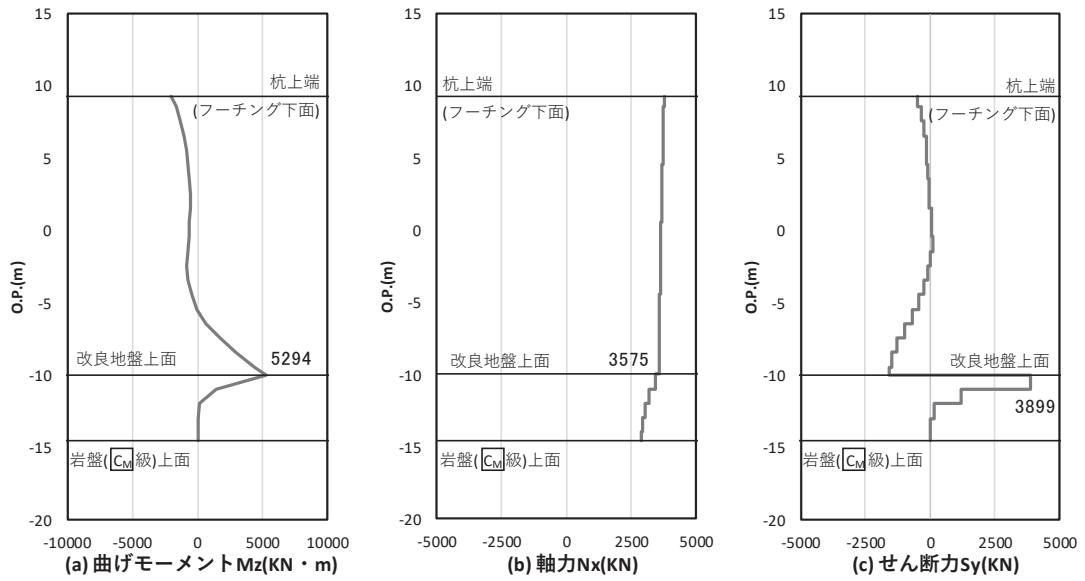 15
10
5
0
-5
-10
-15
-20
O.P.(m)
杭上端
(フーチング下面)
改良地盤上面
5294
岩盤(CM級)上面
-10000
-5000
0
5000
10000
(a) 曲げモーメントMz(KN・m)
15
10
5
0
-5
-10
-15
-20
O.P.(m)
杭上端
(フーチング下面)
改良地盤上面
3575
岩盤(CM級)上面
-5000
-2500
0
2500
5000
(b) 軸力Nx(KN)
15
10
5
0
-5
-10
-15
-20
O.P.(m)
杭上端
(フーチング下面)
改良地盤上面
3899
岩盤(CM級)上面
-5000
-2500
0
2500
5000
(c) せん断力Sy(KN)